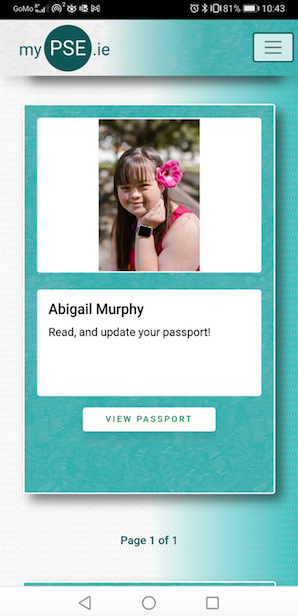 GoMo 81% 10:43
my PSE .ie
Abigail Murphy
Read, and update your passport!
VIEW PASSPORT
Page 1 of 1